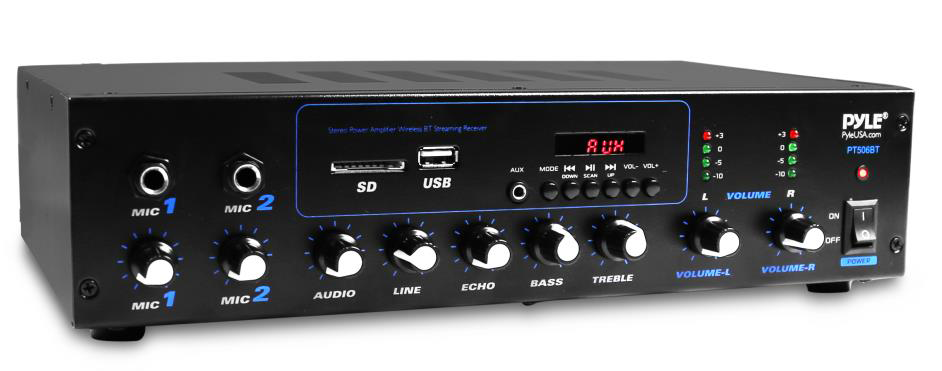 Stereo Power Amplifier Wireless BT Streaming Receiver
PYLE®
PyleUSA.com
PT506BT
AUX
SD
USB
AUX
MODE
DOWN
SCAN
UP
VOL-
VOL+
+3
0
-5
-10
+3
0
-5
-10
L VOLUME R
MIC 1
MIC 2
MIC 1
MIC 2
AUDIO
LINE
ECHO
BASS
TREBLE
VOLUME-L
VOLUME-R
ON
OFF
POWER